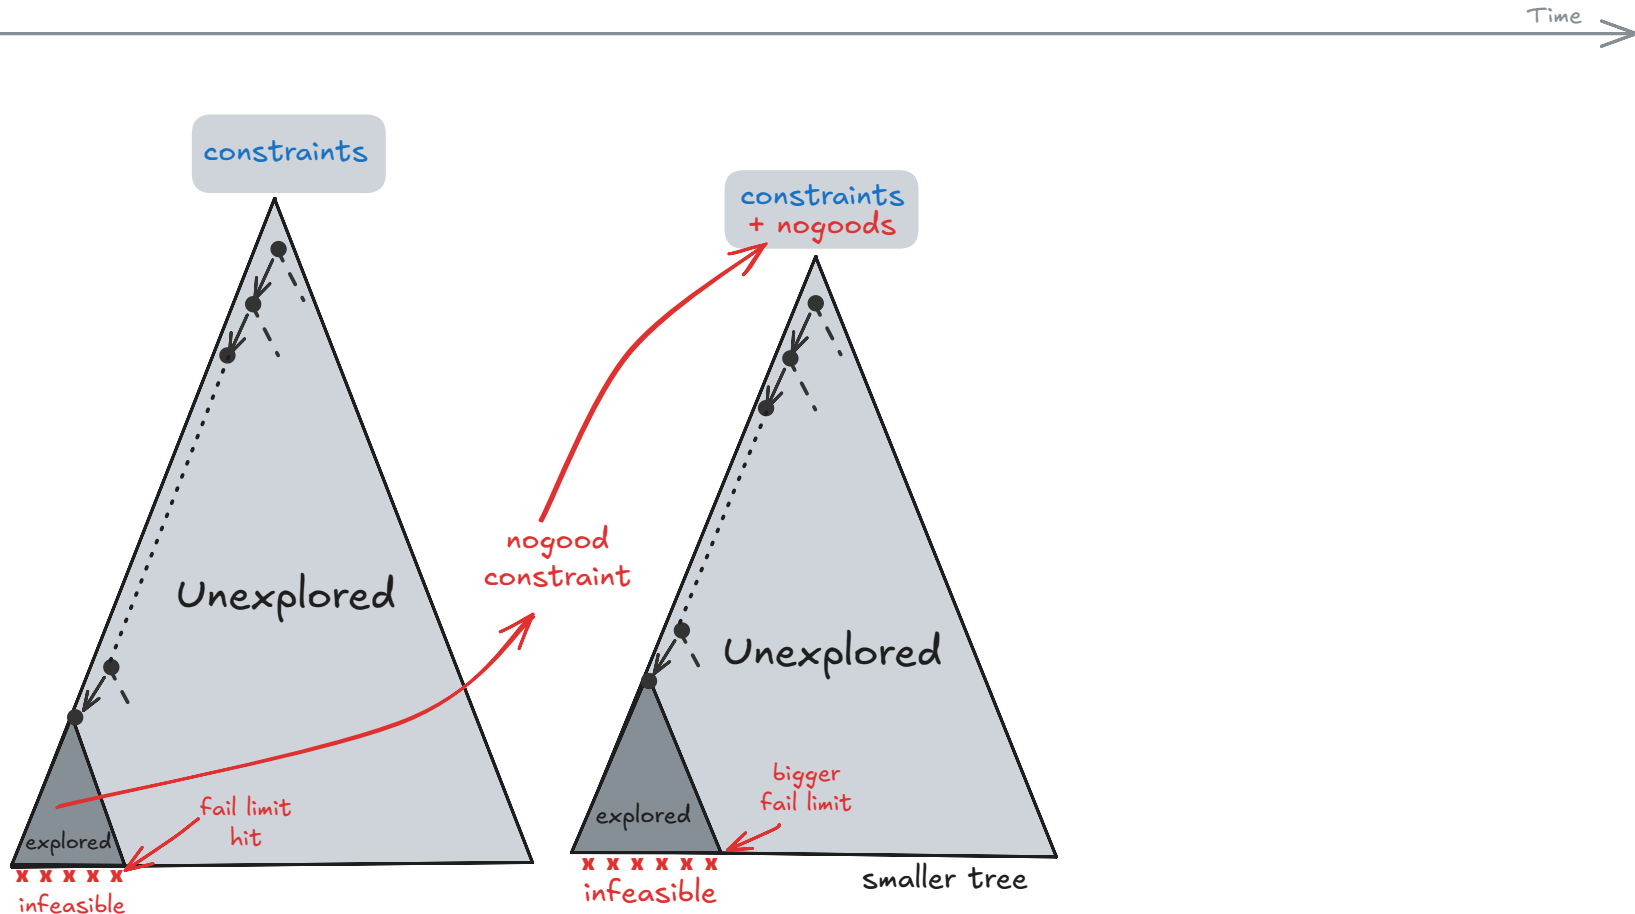 Time
constraints
Unexplored
explored
fail limit
hit
x x x x x
infeasible
nogood
constraint
constraints
+ nogoods
Unexplored
explored
bigger
fail limit
x x x x x x
infeasible
smaller tree